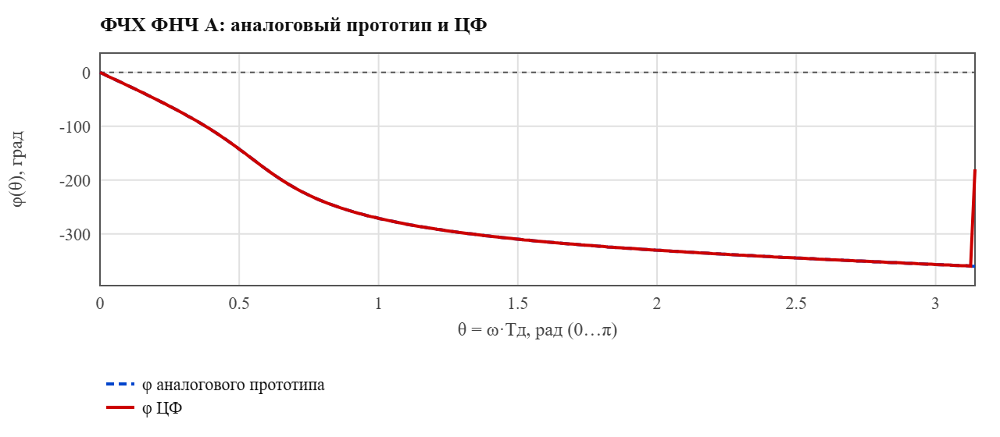 ФЧХ ФНЧ А: аналоговый прототип и ЦФ
φ(θ), град
0
-100
-200
-300
0 0.5 1 1.5 2 2.5 3
θ = ω·Tд, рад (0…π)
φ аналогового прототипа
φ ЦФ